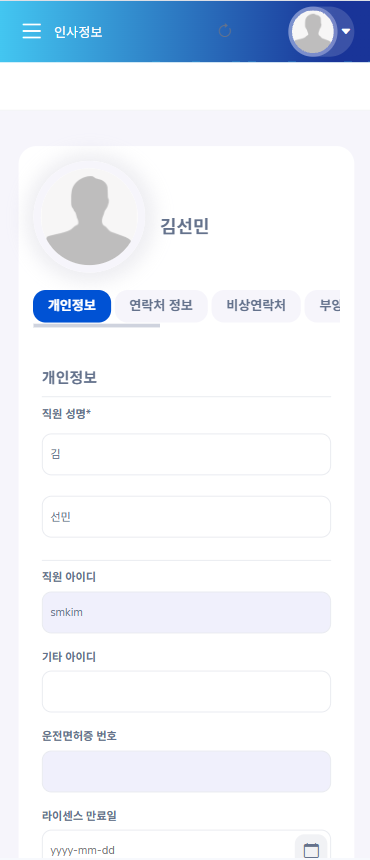 인사정보
김선민
개인정보 연락처 정보 비상연락처 부양
개인정보
직원 성명*
김
선민
직원 아이디
smkim
기타 아이디
운전면허증 번호
라이센스 만료일
yyyy-mm-dd